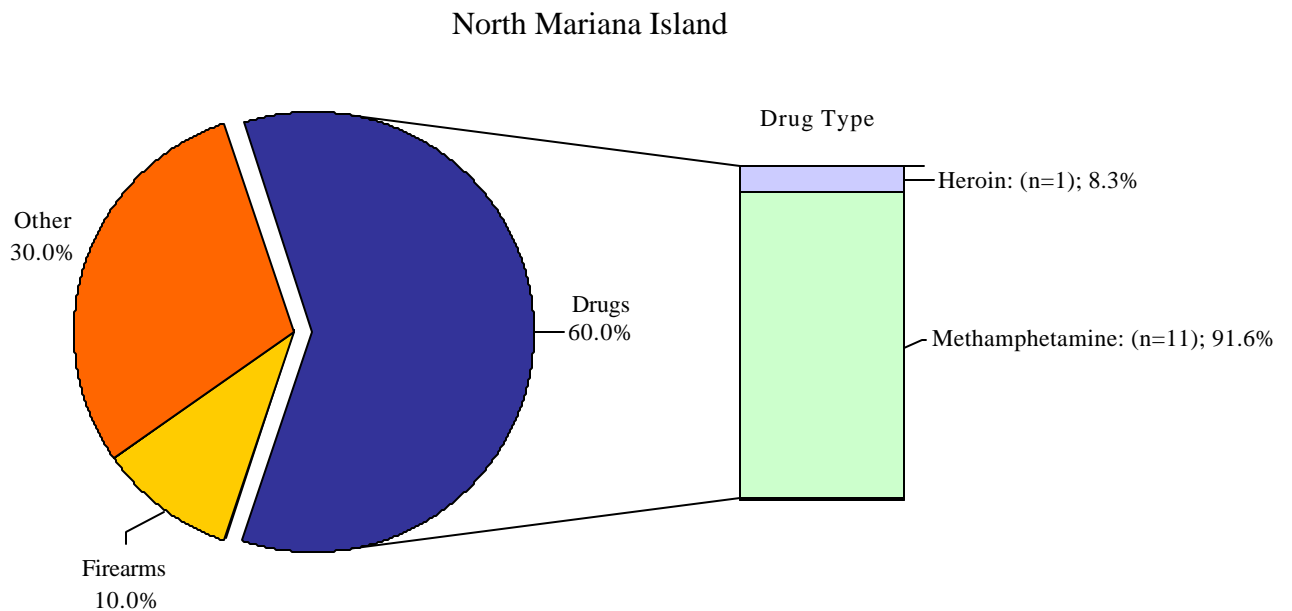 North Mariana Island
Drug Type
Heroin: (n=1); 8.3%
Other
30.0%
Drugs
60.0%
Methamphetamine: (n=11); 91.6%
Firearms
10.0%